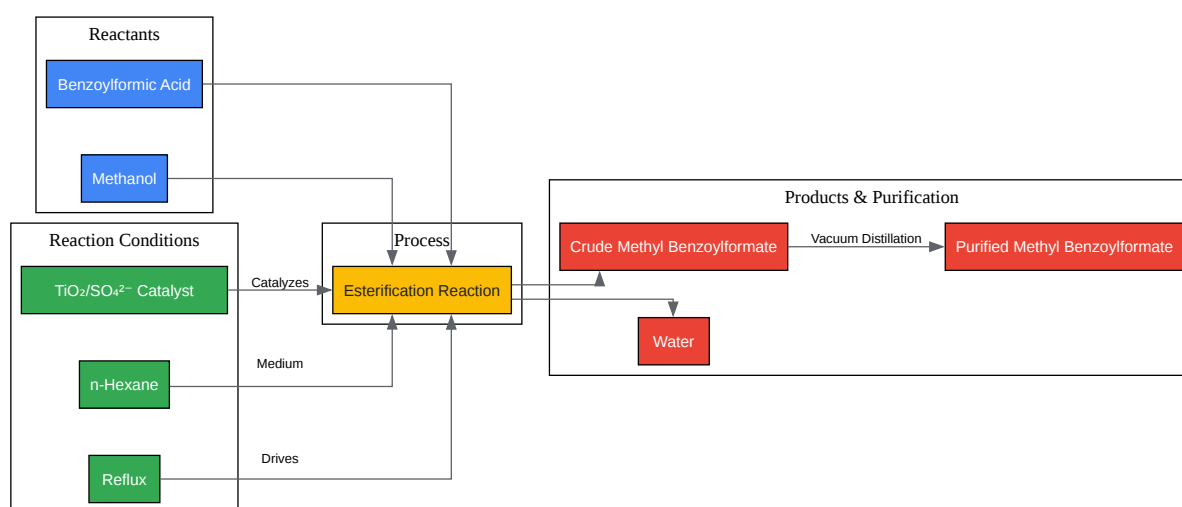 Reactants
Benzoylformic Acid
Methanol
Reaction Conditions
TiO₂/SO₄²⁻ Catalyst
Catalyzes
n-Hexane
Medium
Reflux
Drives
Process
Esterification Reaction
Products & Purification
Crude Methyl Benzoylformate
Vacuum Distillation
Purified Methyl Benzoylformate
Water